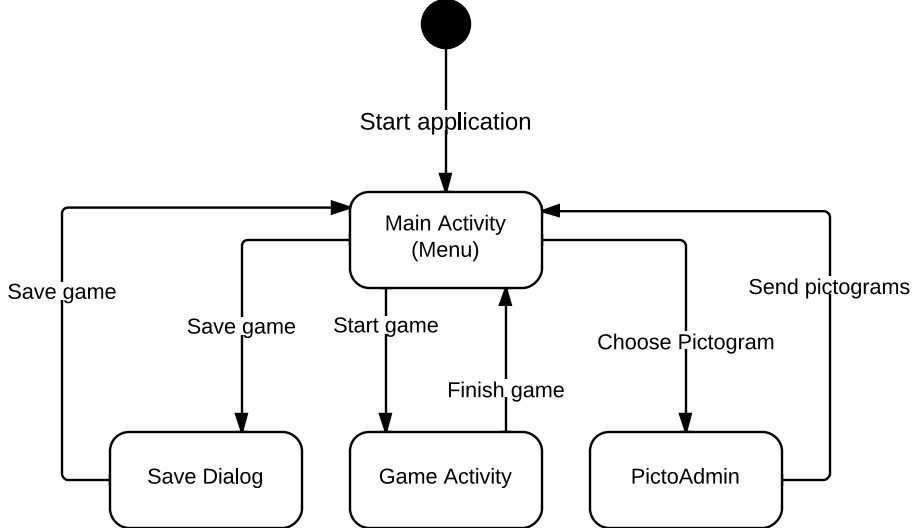 Start application
Main Activity
(Menu)
Save game
Send pictograms
Save game
Start game
Choose Pictogram
Finish game
Save Dialog
Game Activity
PictoAdmin